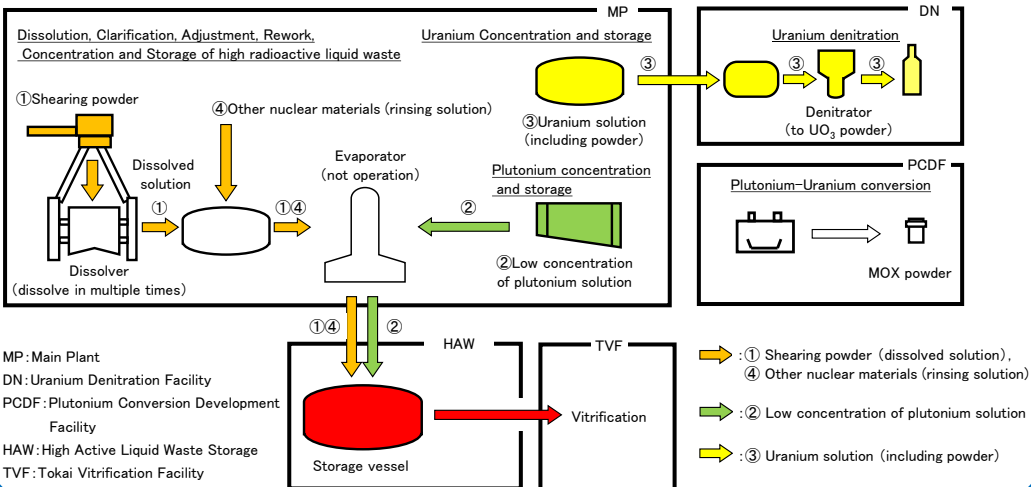 MP
Dissolution, Clarification, Adjustment, Rework,
Concentration and Storage of high radioactive liquid waste
①Shearing powder
④Other nuclear materials (rinsing solution)
Dissolved
solution
①
①④
Dissolver
(dissolve in multiple times)
Evaporator
(not operation)
Uranium Concentration and storage
③
③Uranium solution
(including powder)
Plutonium concentration
and storage
②
②Low concentration
of plutonium solution
DN
Uranium denitration
③
③
Denitrator
(to UO₃ powder)
PCDF
Plutonium-Uranium conversion
MOX powder
①④
②
HAW
Storage vessel
TVF
Vitrification
MP:Main Plant
DN:Uranium Denitration Facility
PCDF:Plutonium Conversion Development
Facility
HAW:High Active Liquid Waste Storage
TVF:Tokai Vitrification Facility
:① Shearing powder (dissolved solution),
④ Other nuclear materials (rinsing solution)
:② Low concentration of plutonium solution
:③ Uranium solution (including powder)